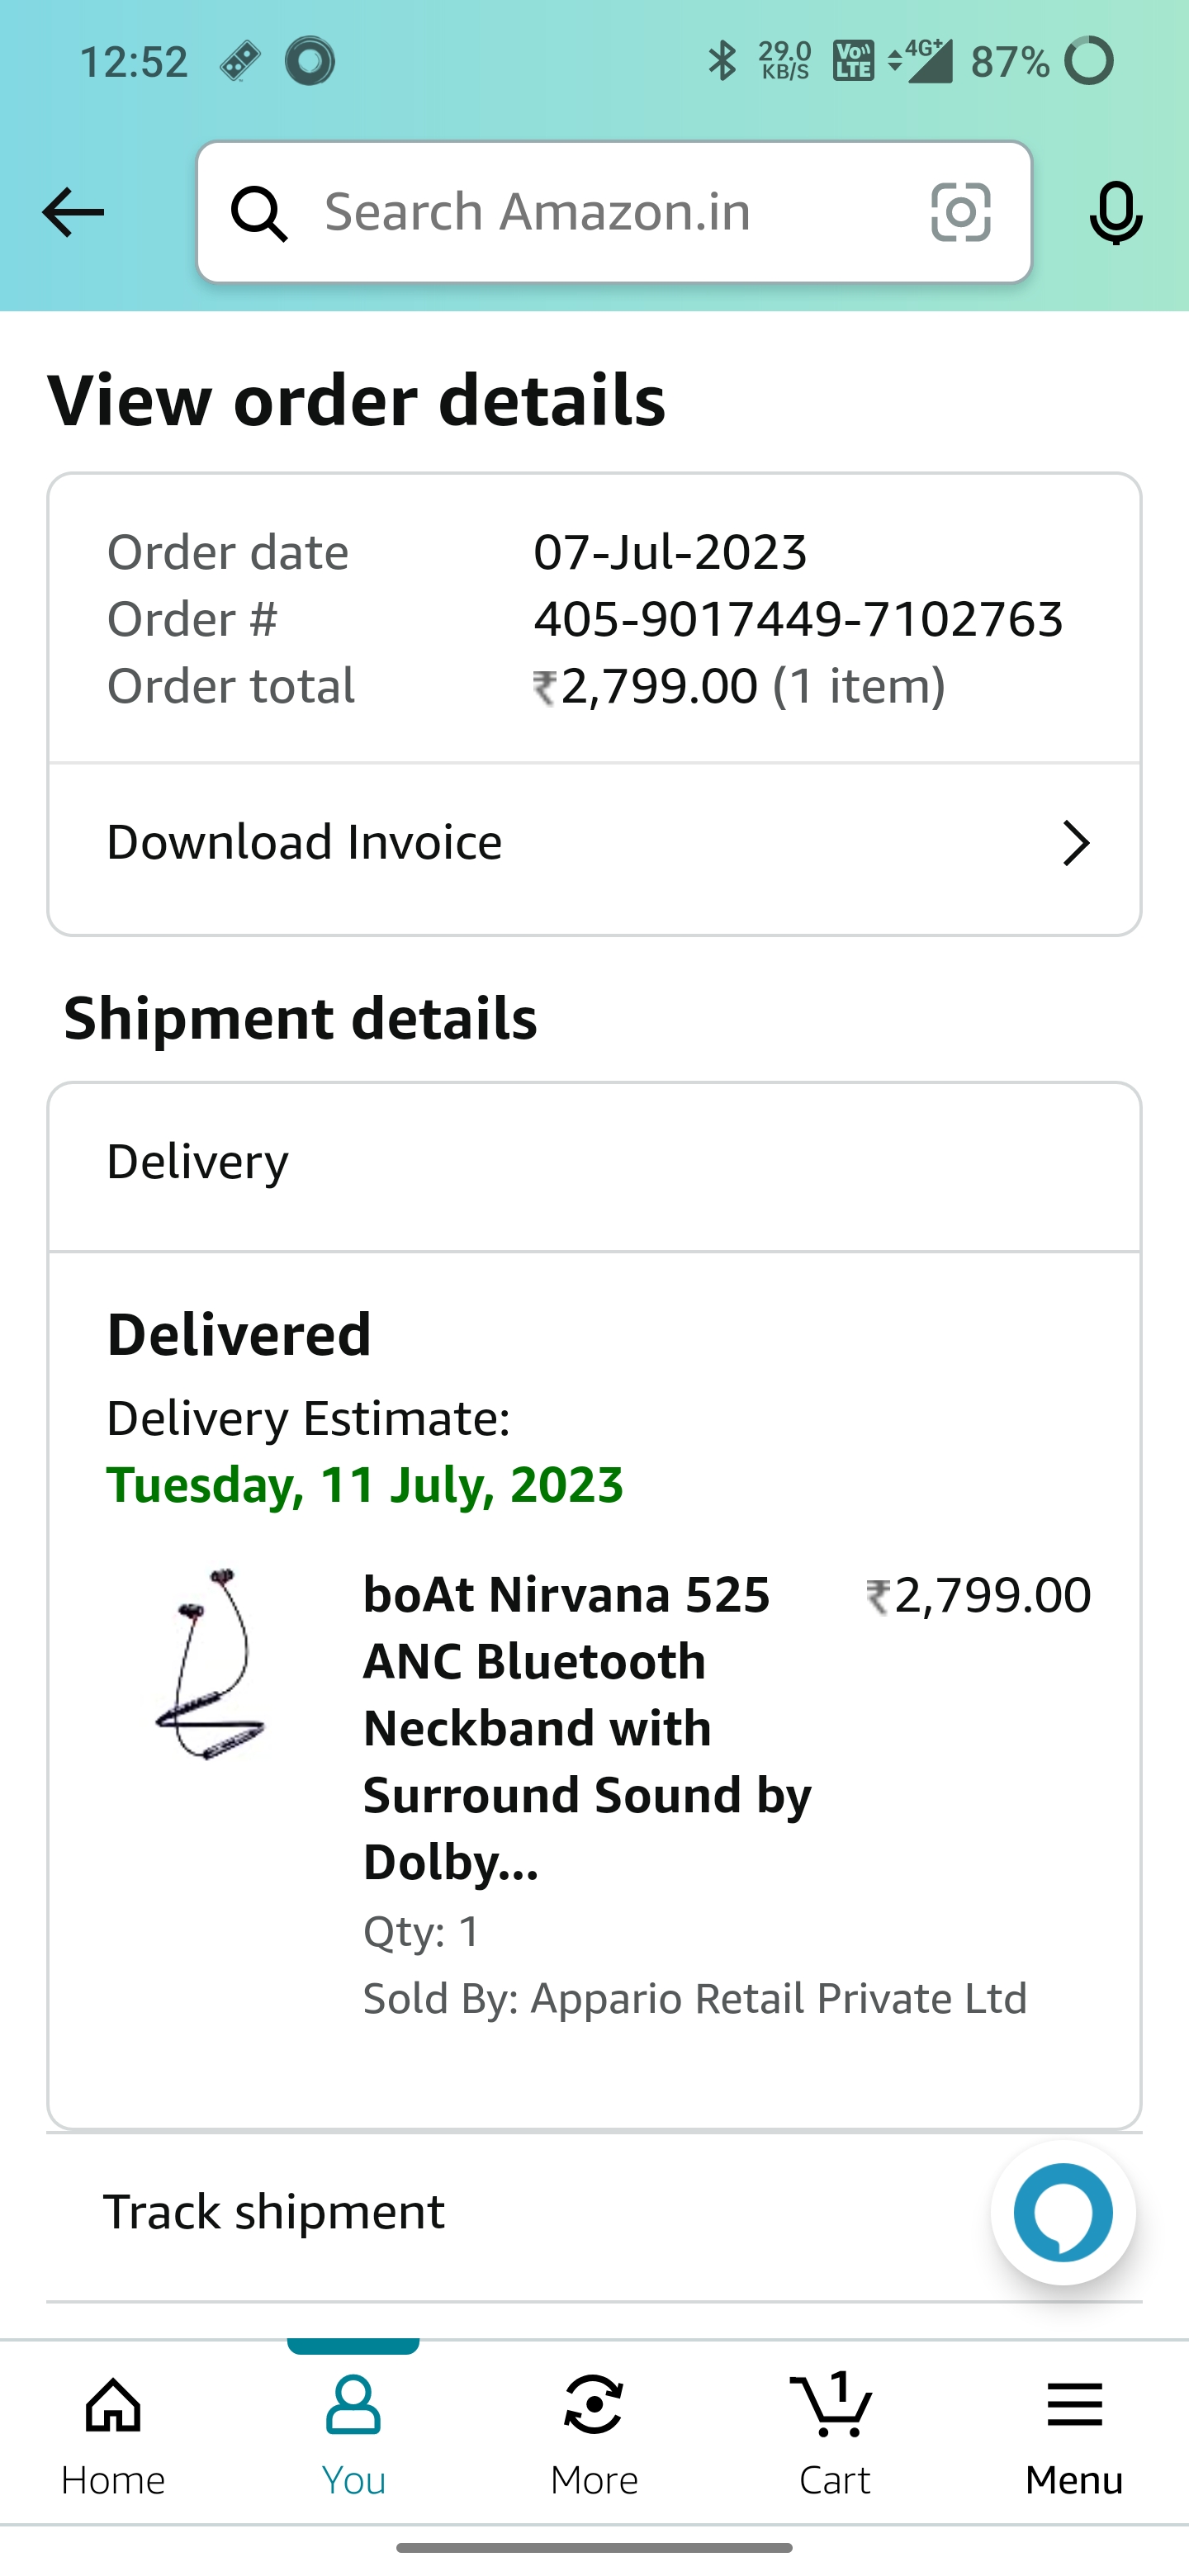 12:52
29.0 KB/S VoLTE 4G+ 87%
Search Amazon.in
View order details
Order date 07-Jul-2023
Order # 405-9017449-7102763
Order total ₹2,799.00 (1 item)
Download Invoice
Shipment details
Delivery
Delivered
Delivery Estimate:
Tuesday, 11 July, 2023
boAt Nirvana 525 ₹2,799.00
ANC Bluetooth
Neckband with
Surround Sound by
Dolby...
Qty: 1
Sold By: Appario Retail Private Ltd
Track shipment
1
Home You More Cart Menu